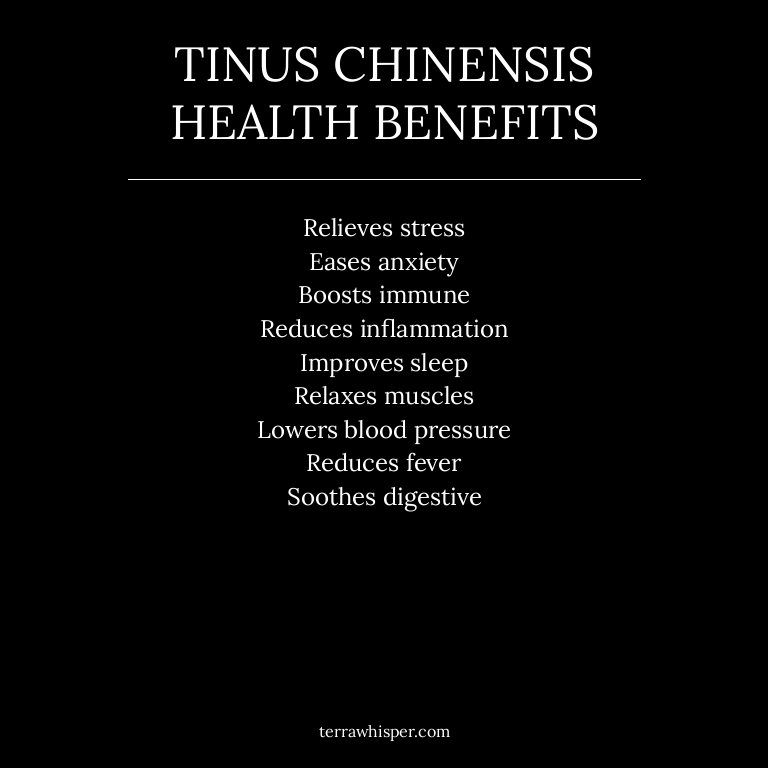 TINUS CHINENSIS
HEALTH BENEFITS
Relieves stress
Eases anxiety
Boosts immune
Reduces inflammation
Improves sleep
Relaxes muscles
Lowers blood pressure
Reduces fever
Soothes digestive
terrawhisper.com